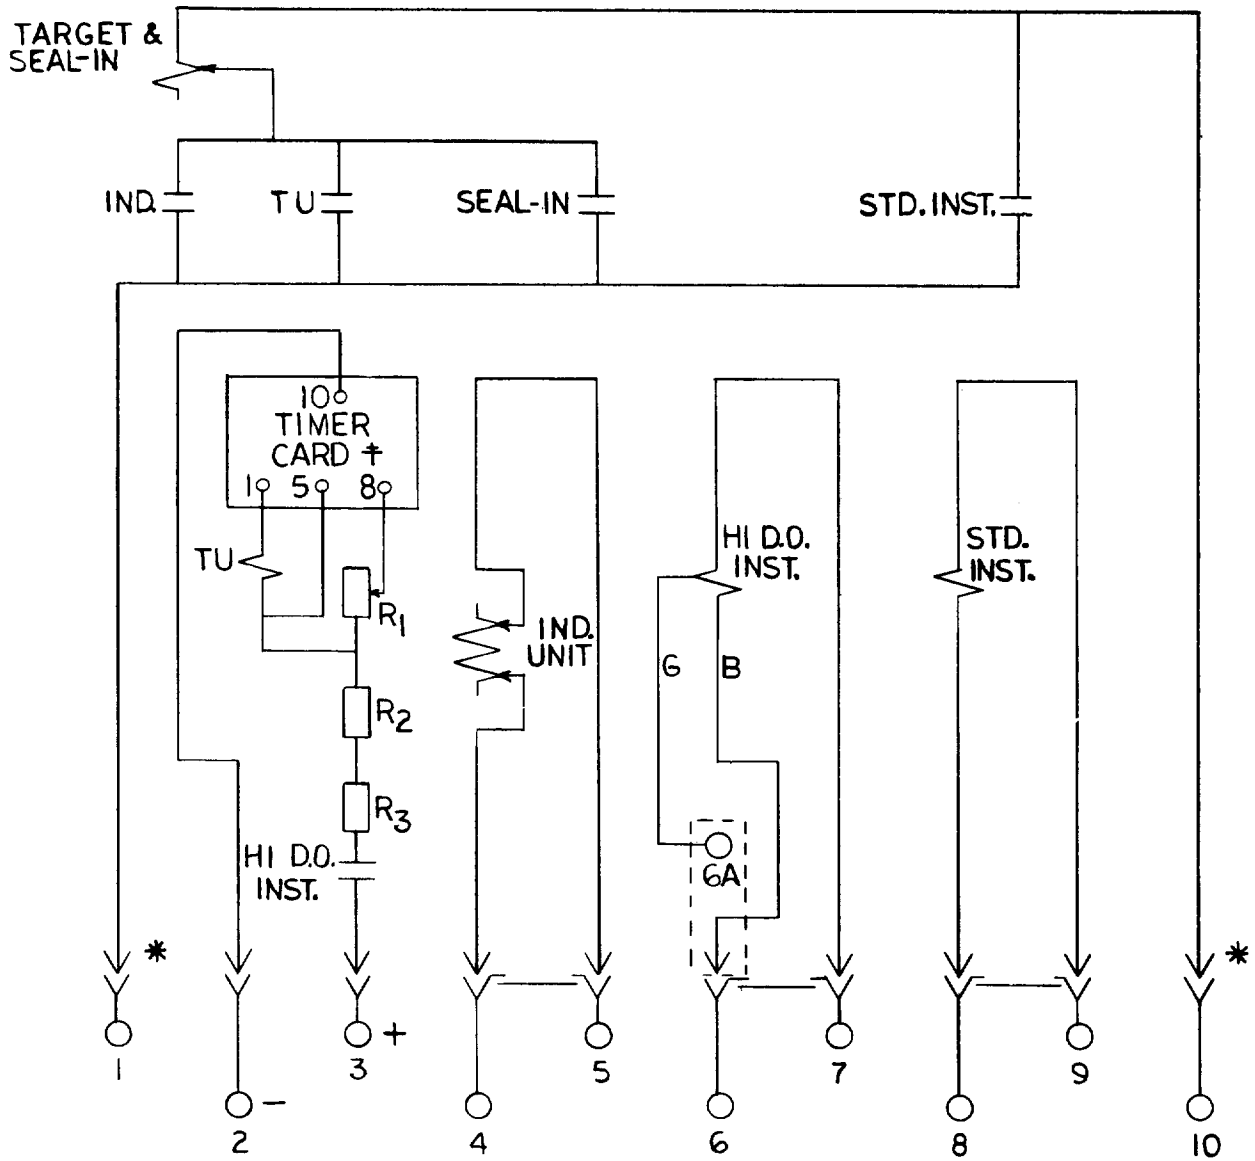 TARGET &
SEAL-IN
IND.
TU
SEAL-IN
STD. INST.
10
TIMER
CARD ‡
1 5 8
TU
R1
R2
R3
HI D.O.
INST.
IND.
UNIT
HI D.O.
INST.
G
B
6A
STD.
INST.
*
*
+
1
3
5
7
9
-
2
4
6
8
10